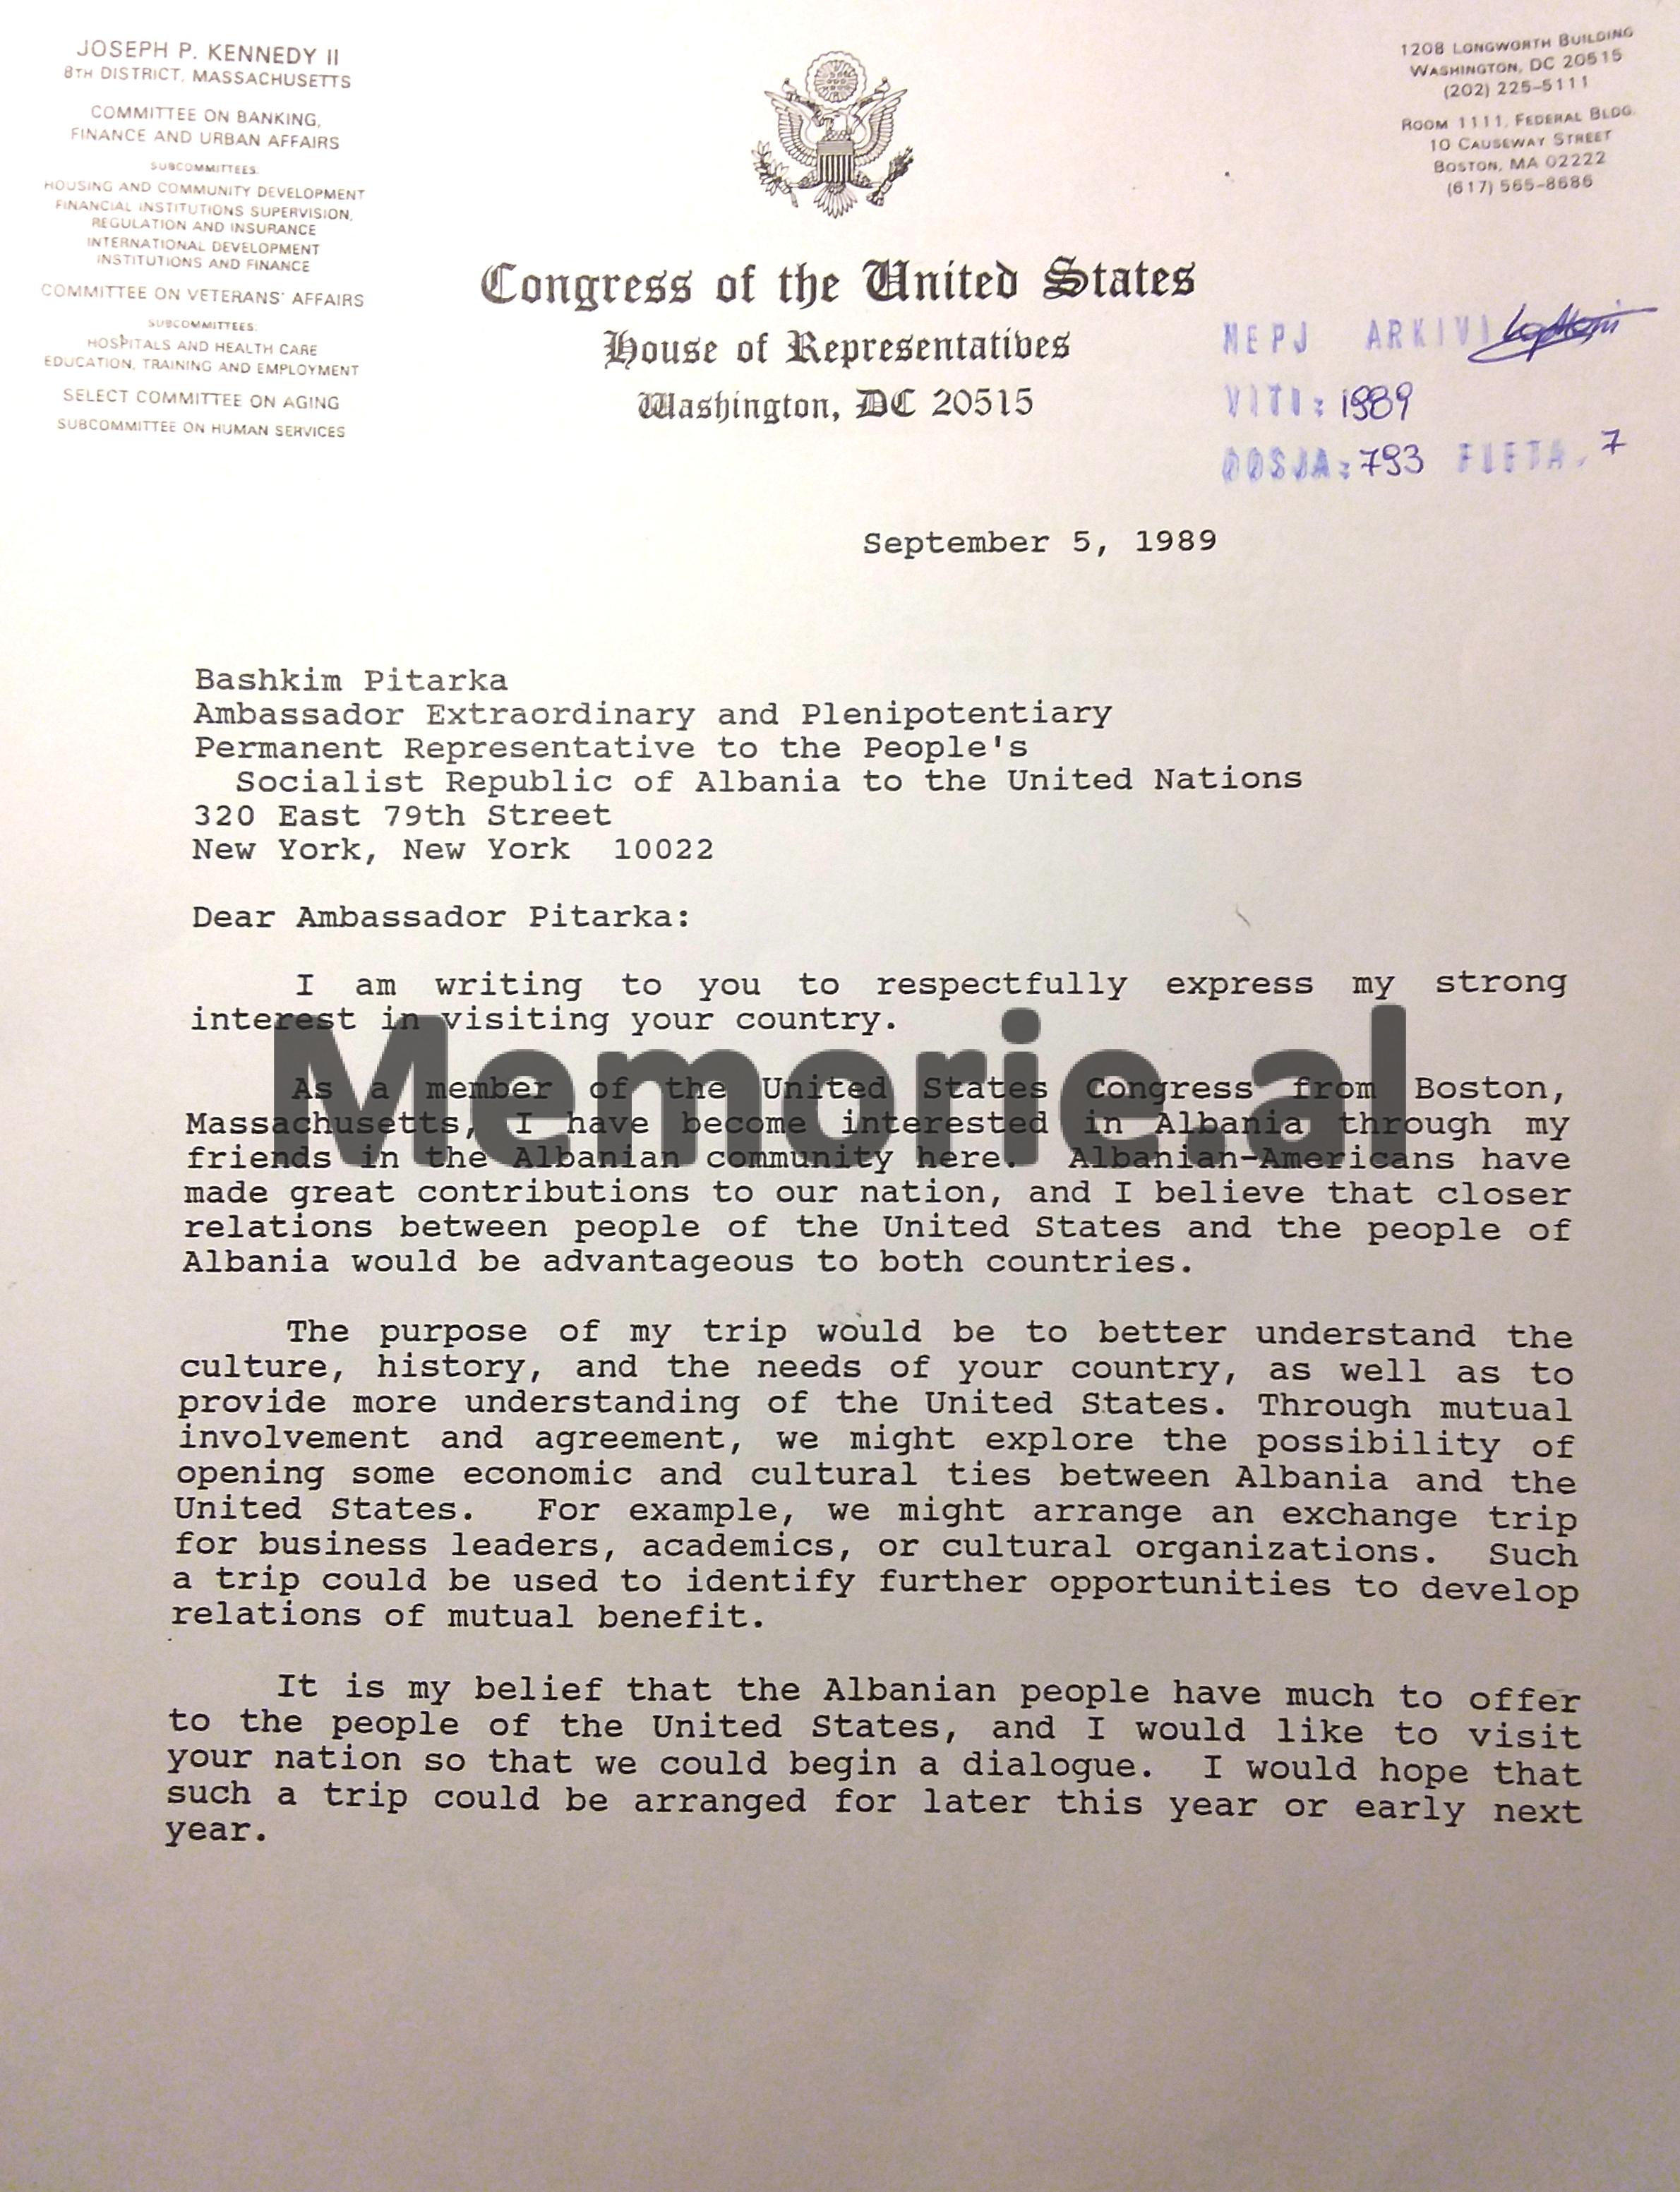 JOSEPH P. KENNEDY II
8TH DISTRICT, MASSACHUSETTS
COMMITTEE ON BANKING,
FINANCE AND URBAN AFFAIRS
SUBCOMMITTEES:
HOUSING AND COMMUNITY DEVELOPMENT
FINANCIAL INSTITUTIONS SUPERVISION,
REGULATION AND INSURANCE
INTERNATIONAL DEVELOPMENT
INSTITUTIONS AND FINANCE
COMMITTEE ON VETERANS' AFFAIRS
SUBCOMMITTEES:
HOSPITALS AND HEALTH CARE
EDUCATION, TRAINING AND EMPLOYMENT
SELECT COMMITTEE ON AGING
SUBCOMMITTEE ON HUMAN SERVICES
1208 LONGWORTH BUILDING
WASHINGTON, DC 20515
(202) 225-5111
ROOM 1111, FEDERAL BLDG.
10 CAUSEWAY STREET
BOSTON, MA 02222
(617) 565-8686
Congress of the United States
House of Representatives
Washington, DC 20515
MEPJ ARKIVI
VITI: 1989
DOSJA: 793 FLETA. 7
September 5, 1989
Bashkim Pitarka
Ambassador Extraordinary and Plenipotentiary
Permanent Representative to the People's
Socialist Republic of Albania to the United Nations
320 East 79th Street
New York, New York 10022
Dear Ambassador Pitarka:
I am writing to you to respectfully express my strong
interest in visiting your country.
As a member of the United States Congress from Boston,
Massachusetts, I have become interested in Albania through my
friends in the Albanian community here. Albanian-Americans have
made great contributions to our nation, and I believe that closer
relations between people of the United States and the people of
Albania would be advantageous to both countries.
The purpose of my trip would be to better understand the
culture, history, and the needs of your country, as well as to
provide more understanding of the United States. Through mutual
involvement and agreement, we might explore the possibility of
opening some economic and cultural ties between Albania and the
United States. For example, we might arrange an exchange trip
for business leaders, academics, or cultural organizations. Such
a trip could be used to identify further opportunities to develop
relations of mutual benefit.
It is my belief that the Albanian people have much to offer
to the people of the United States, and I would like to visit
your nation so that we could begin a dialogue. I would hope that
such a trip could be arranged for later this year or early next
year.
Memorie.al